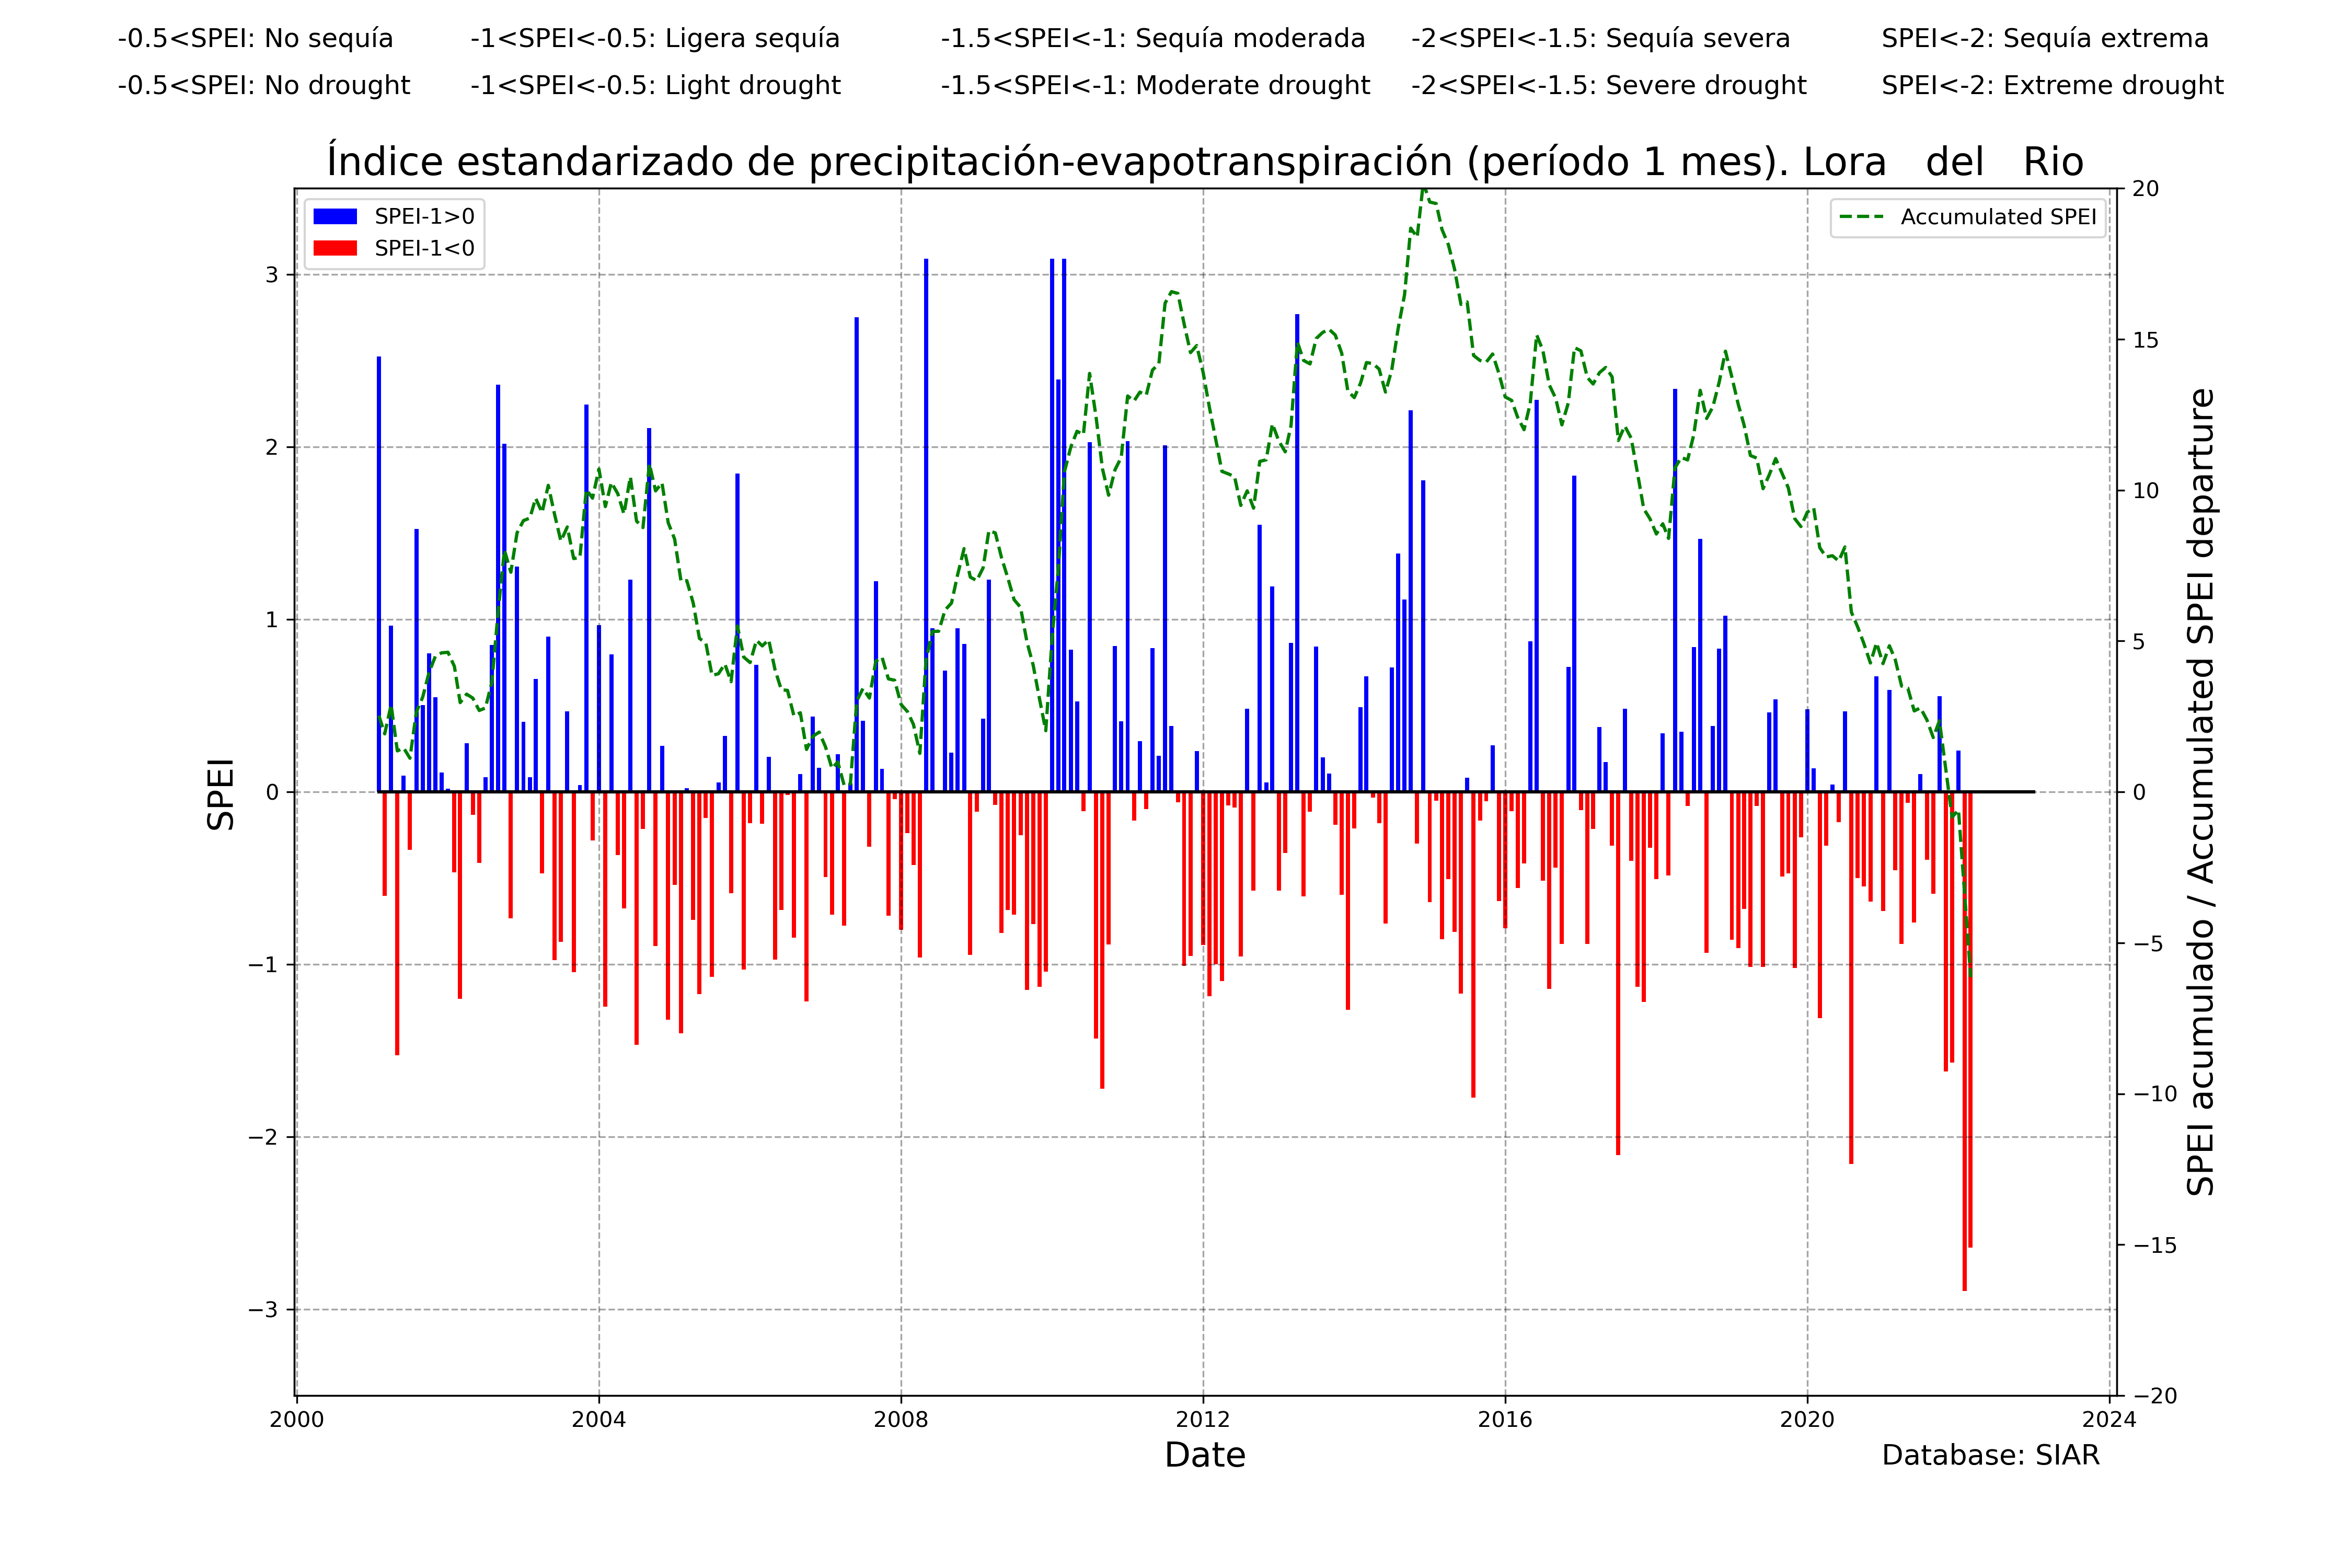 -0.5<SPEI: No sequía -1<SPEI<-0.5: Ligera sequía -1.5<SPEI<-1: Sequía moderada -2<SPEI<-1.5: Sequía severa SPEI<-2: Sequía extrema
-0.5<SPEI: No drought -1<SPEI<-0.5: Light drought -1.5<SPEI<-1: Moderate drought -2<SPEI<-1.5: Severe drought SPEI<-2: Extreme drought
Índice estandarizado de precipitación-evapotranspiración (período 1 mes). Lora del Rio
SPEI-1>0
SPEI-1<0
Accumulated SPEI
SPEI
3
2
1
0
−1
−2
−3
20
15
10
5
0
−5
−10
−15
−20
SPEI acumulado / Accumulated SPEI departure
2000 2004 2008 2012 2016 2020 2024
Date
Database: SIAR